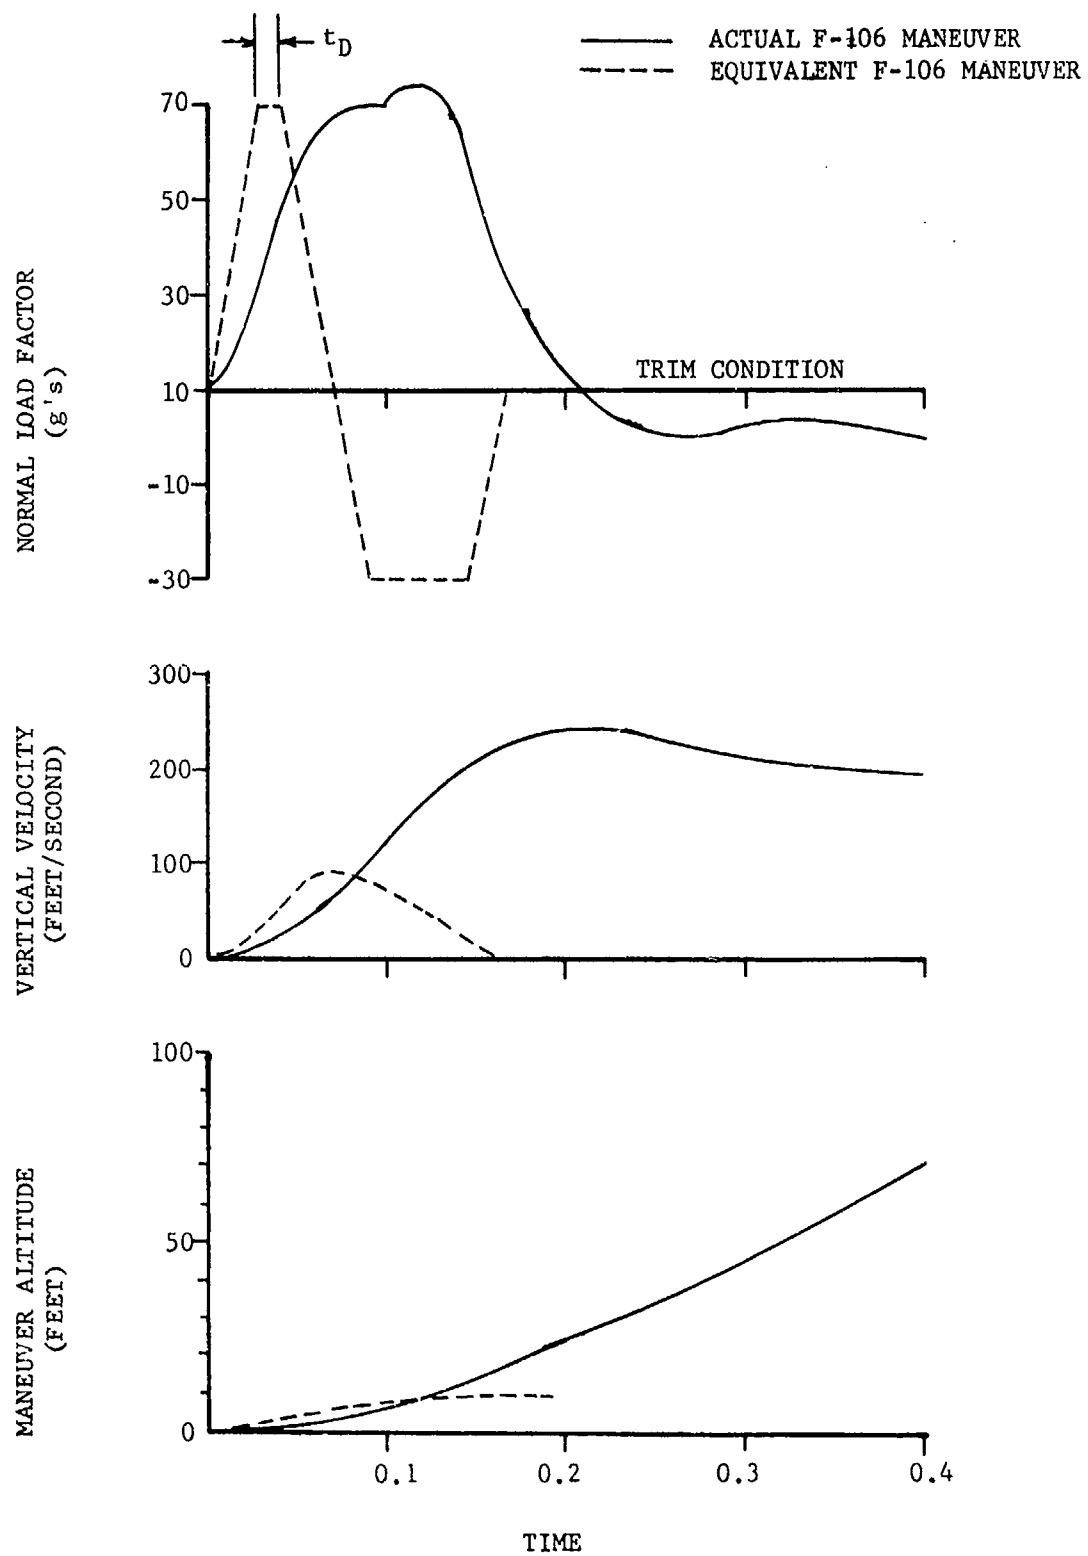 t_D
ACTUAL F-106 MANEUVER
EQUIVALENT F-106 MANEUVER
NORMAL LOAD FACTOR
(g's)
70
50
30
10
-10
-30
TRIM CONDITION
VERTICAL VELOCITY
(FEET/SECOND)
300
200
100
0
MANEUVER ALTITUDE
(FEET)
100
50
0
0.1
0.2
0.3
0.4
TIME